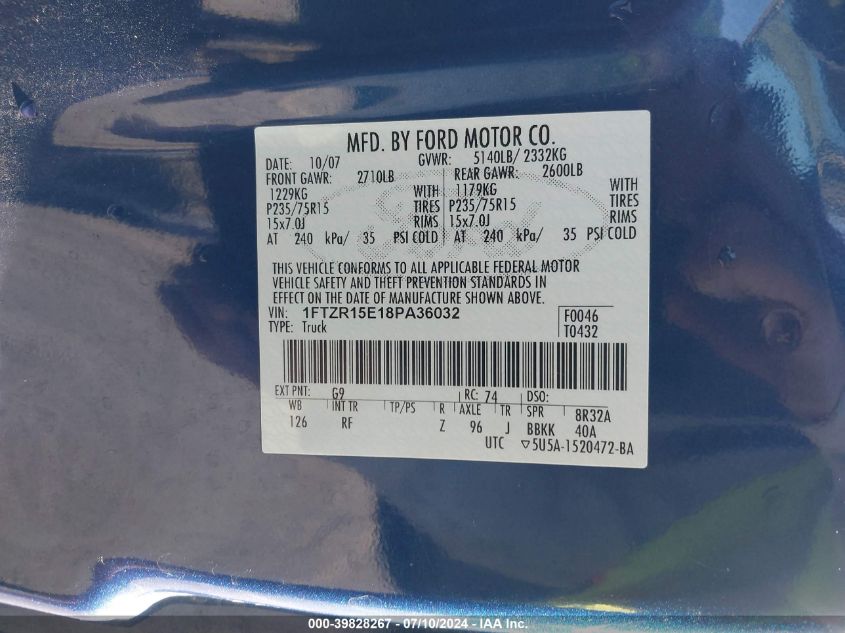 MFD. BY FORD MOTOR CO.
DATE: 10/07 GVWR: 5140LB/ 2332KG
FRONT GAWR: 2710LB REAR GAWR: 2600LB
1229KG WITH 1179KG WITH
P235/75R15 TIRES P235/75R15 TIRES
15x7.0J RIMS 15x7.0J RIMS
AT 240 kPa/ 35 PSI COLD AT 240 kPa/ 35 PSI COLD
THIS VEHICLE CONFORMS TO ALL APPLICABLE FEDERAL MOTOR
VEHICLE SAFETY AND THEFT PREVENTION STANDARDS IN
EFFECT ON THE DATE OF MANUFACTURE SHOWN ABOVE.
VIN: 1FTZR15E18PA36032 F0046
TYPE: Truck T0432
EXT PNT: G9 RC: 74 DSO:
WB INT TR TP/PS R AXLE TR SPR 8R32A
126 RF Z 96 J BBKK 40A
UTC ▽5U5A-1520472-BA
000-39828267 - 07/10/2024 - IAA Inc.